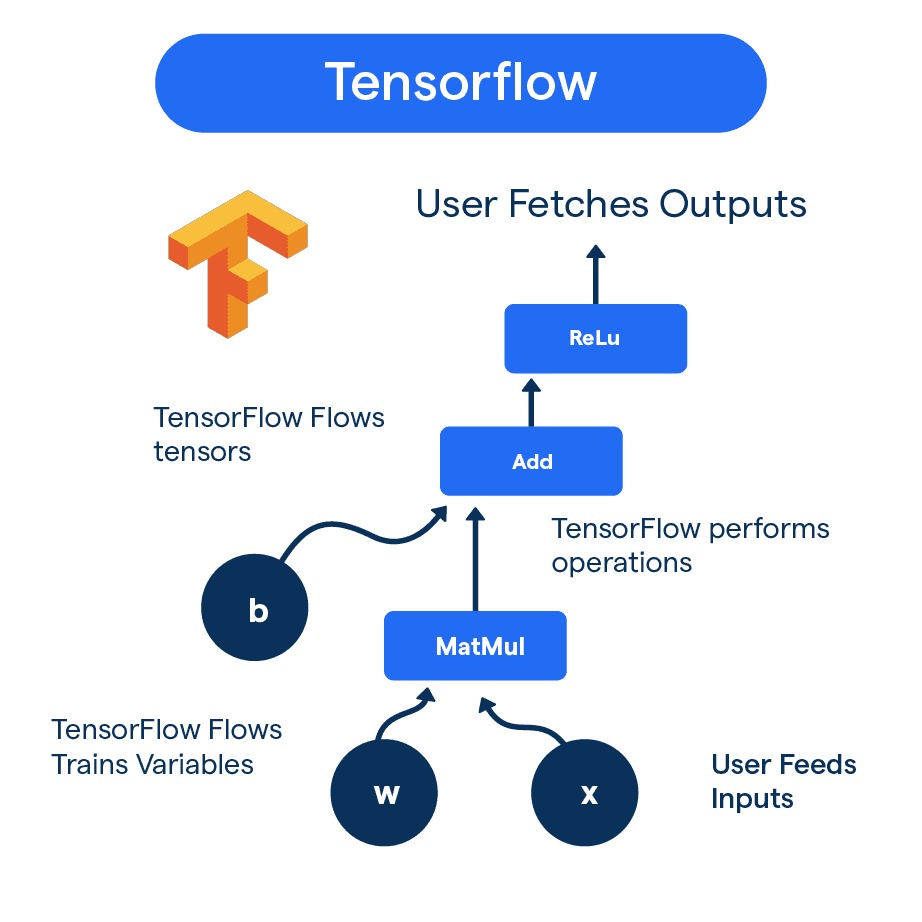 Tensorflow
User Fetches Outputs
ReLu
TensorFlow Flows
tensors
Add
TensorFlow performs
operations
b
MatMul
TensorFlow Flows
Trains Variables
w
x
User Feeds
Inputs